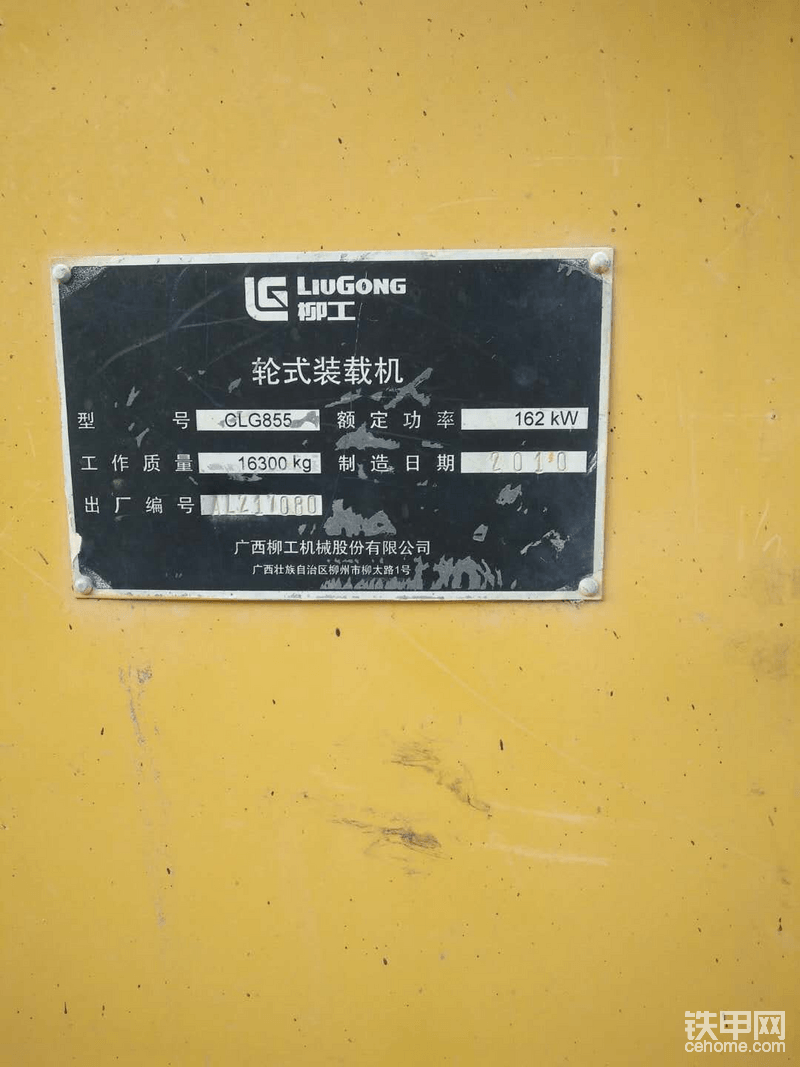 LG LIUGONG
柳工
轮式装载机
型 号 CLG855 额定功率 162 kW
工作质量 16300 kg 制造日期 2010
出厂编号
广西柳工机械股份有限公司
广西壮族自治区柳州市柳太路1号
铁甲网
cehome.com